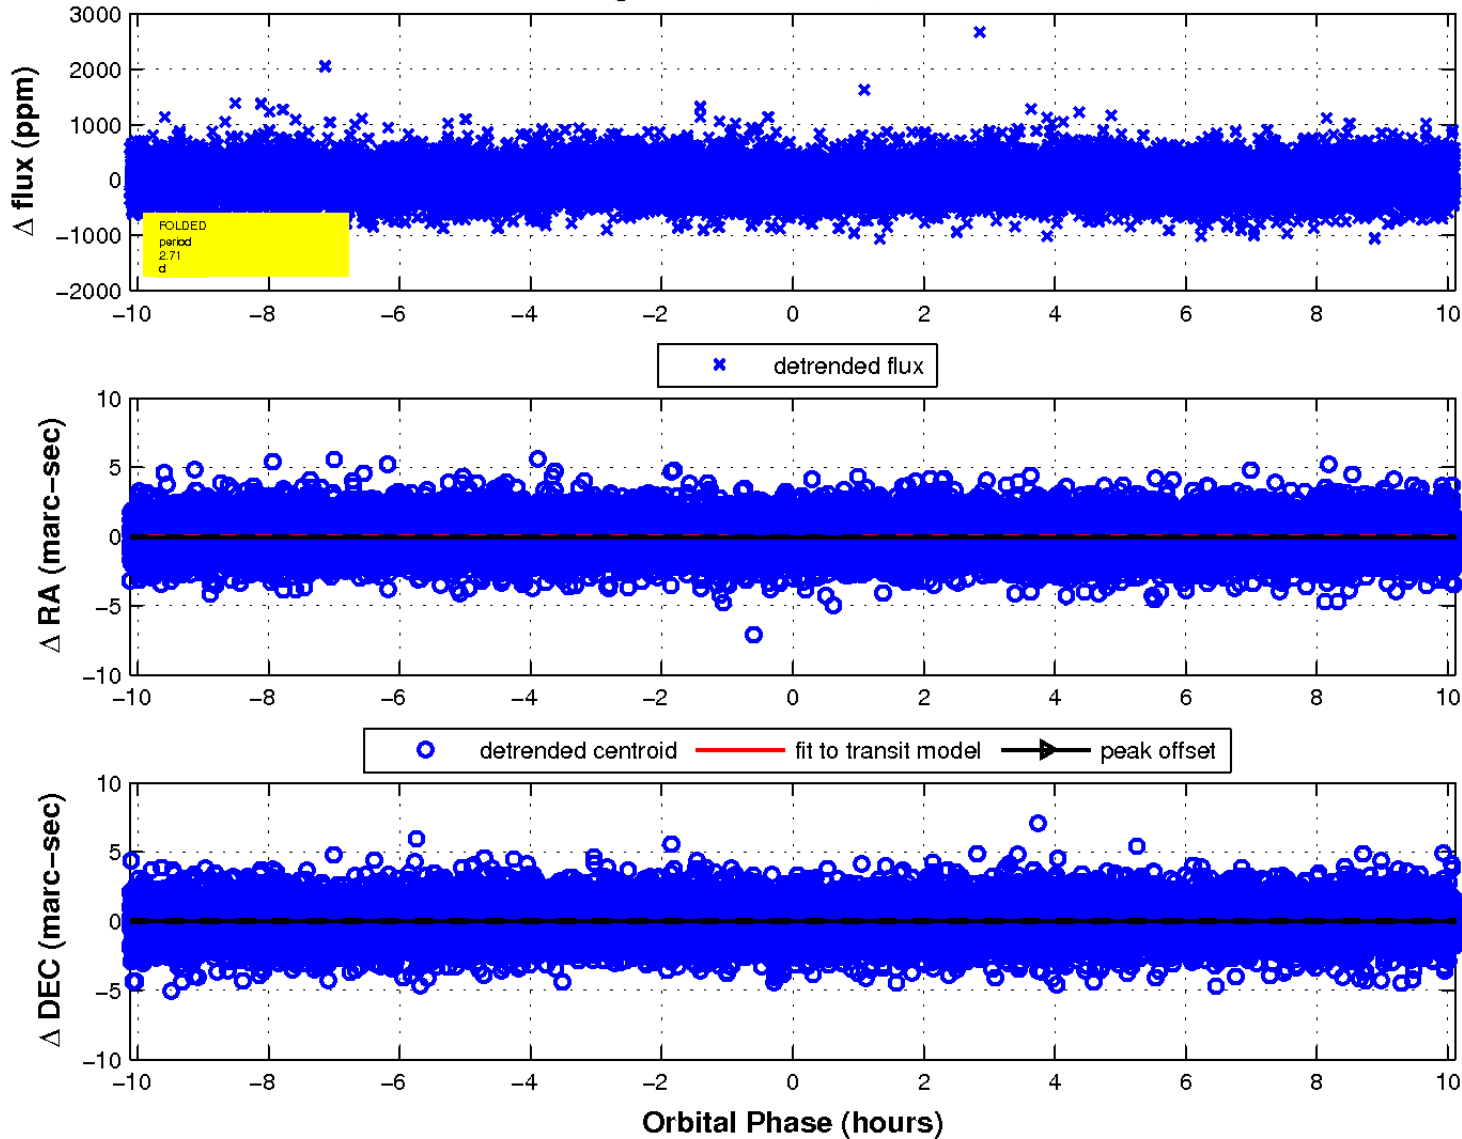 3000
2000
1000
0
−1000
−2000
Δ flux (ppm)
FOLDED
period
2.71
d
−10 −8 −6 −4 −2 0 2 4 6 8 10
detrended flux
10
5
0
−5
−10
Δ RA (marc−sec)
−10 −8 −6 −4 −2 0 2 4 6 8 10
detrended centroid fit to transit model peak offset
10
5
0
−5
−10
Δ DEC (marc−sec)
−10 −8 −6 −4 −2 0 2 4 6 8 10
Orbital Phase (hours)